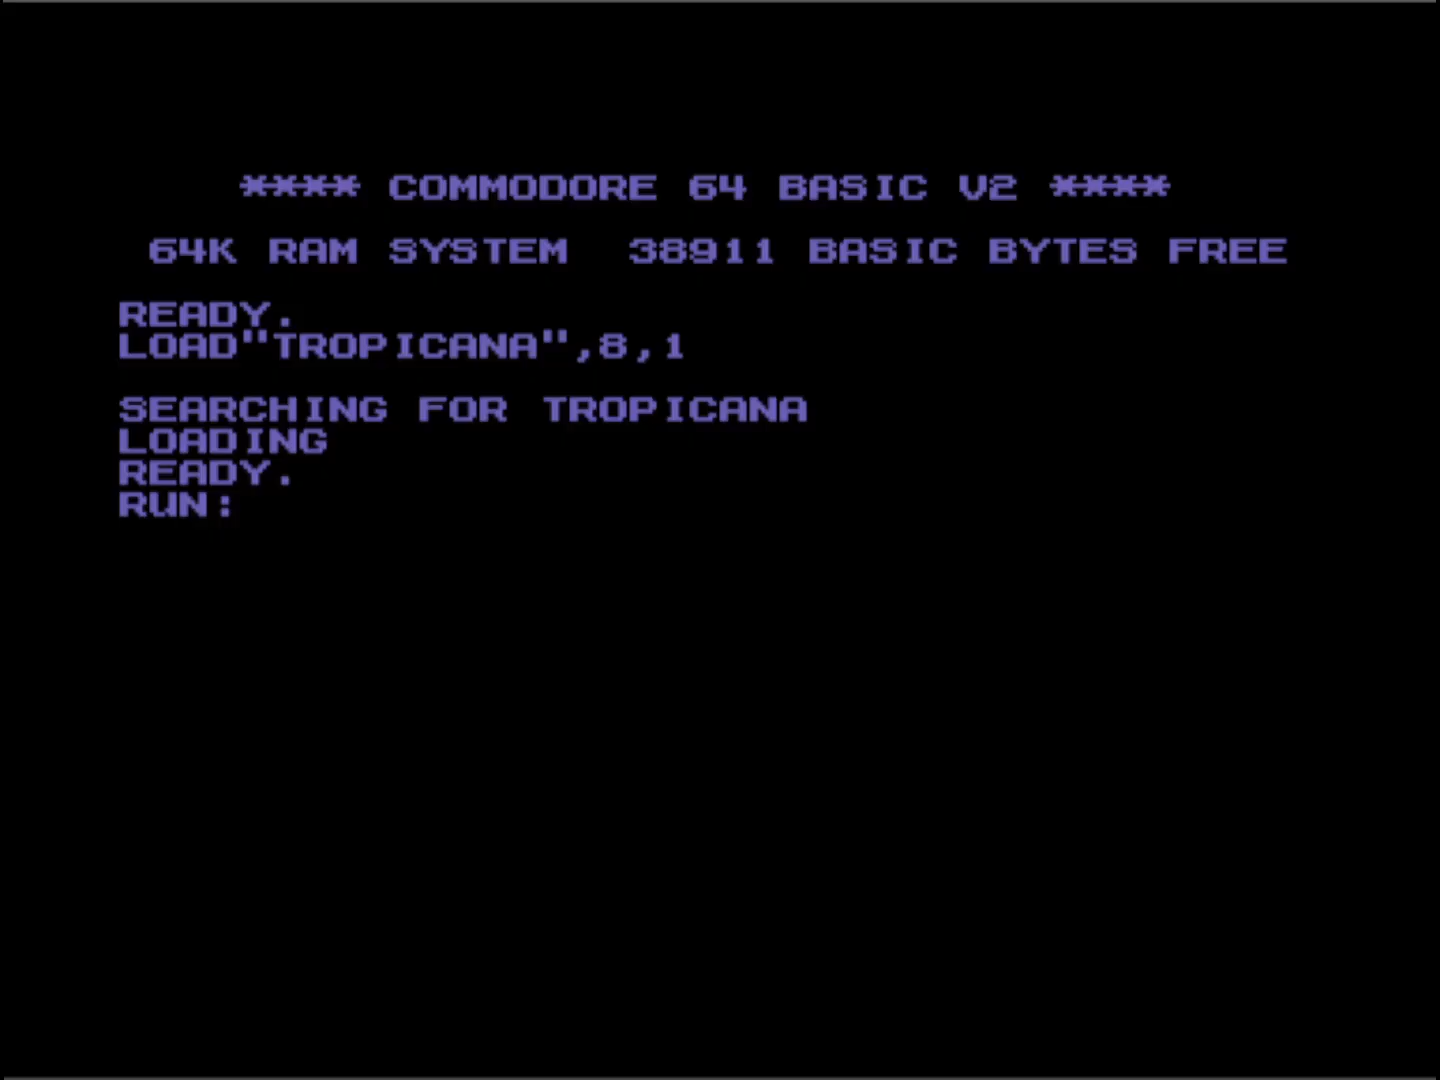 **** COMMODORE 64 BASIC V2 ****
64K RAM SYSTEM  38911 BASIC BYTES FREE
READY.
LOAD"TROPICANA",8,1
SEARCHING FOR TROPICANA
LOADING
READY.
RUN: